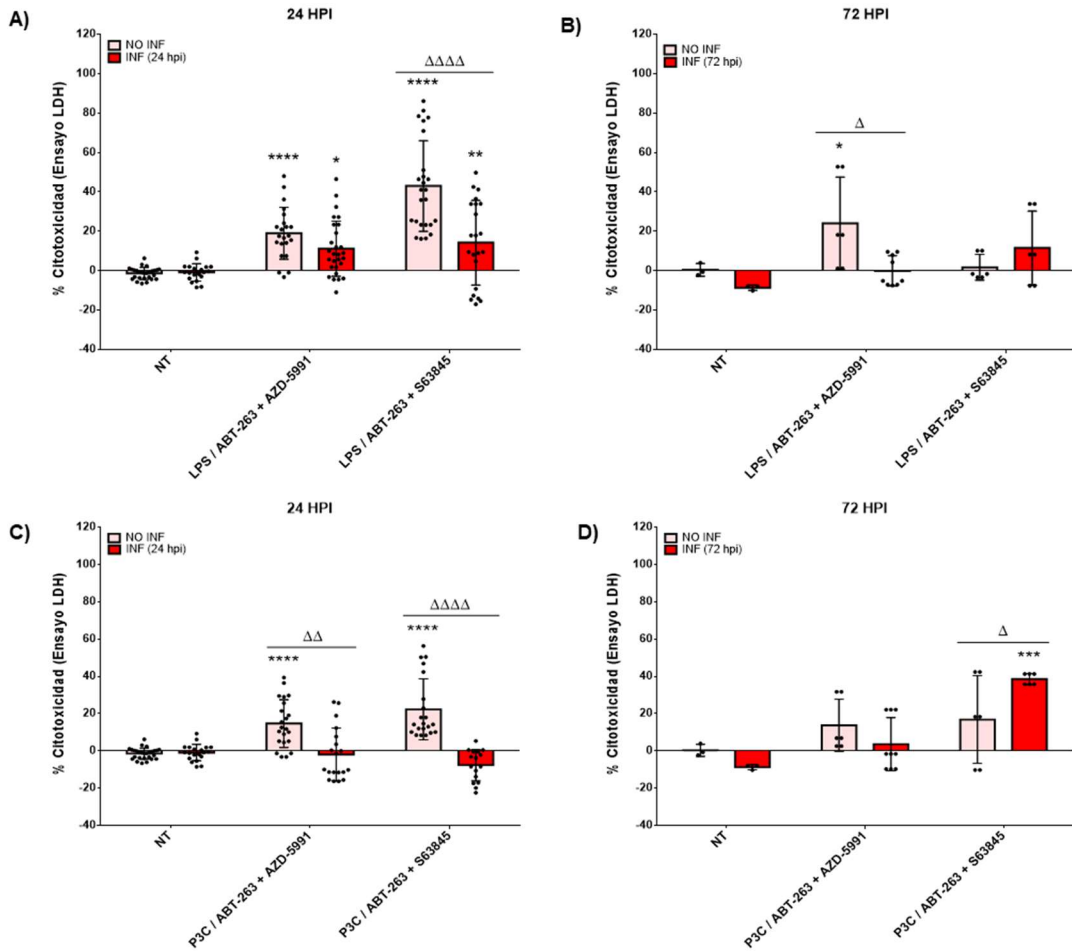 A)
24 HPI
NO INF
INF (24 hpi)
% Citotoxicidad (Ensayo LDH)
120
100
80
60
40
20
0
-20
-40
****
*
ΔΔΔΔ
****
**
NT
LPS / ABT-263 + AZD-5991
LPS / ABT-263 + S63845
B)
72 HPI
NO INF
INF (72 hpi)
% Citotoxicidad (Ensayo LDH)
120
100
80
60
40
20
0
-20
-40
Δ
*
NT
LPS / ABT-263 + AZD-5991
LPS / ABT-263 + S63845
C)
24 HPI
NO INF
INF (24 hpi)
% Citotoxicidad (Ensayo LDH)
120
100
80
60
40
20
0
-20
-40
ΔΔ
****
ΔΔΔΔ
****
NT
P3C / ABT-263 + AZD-5991
P3C / ABT-263 + S63845
D)
72 HPI
NO INF
INF (72 hpi)
% Citotoxicidad (Ensayo LDH)
120
100
80
60
40
20
0
-20
-40
Δ
***
NT
P3C / ABT-263 + AZD-5991
P3C / ABT-263 + S63845